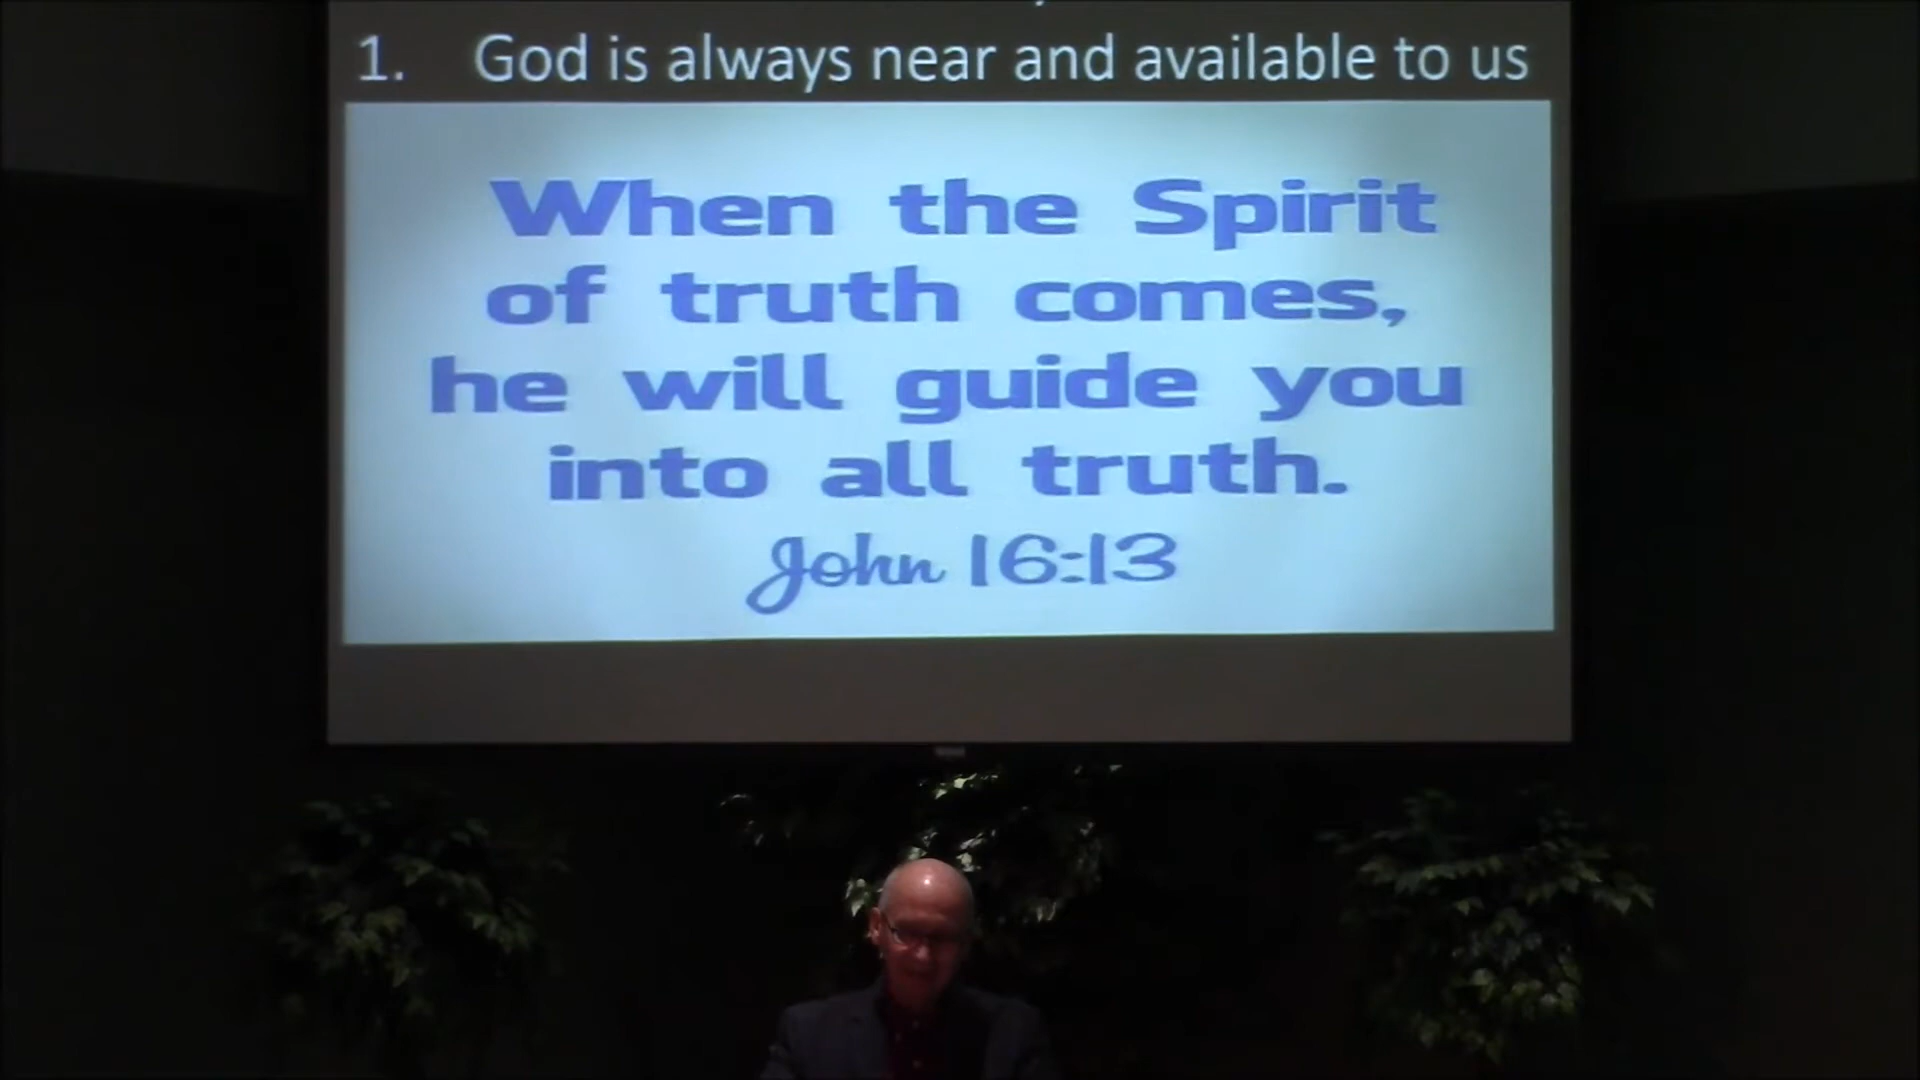 1. God is always near and available to us
When the Spirit
of truth comes,
he will guide you
into all truth.
John 16:13